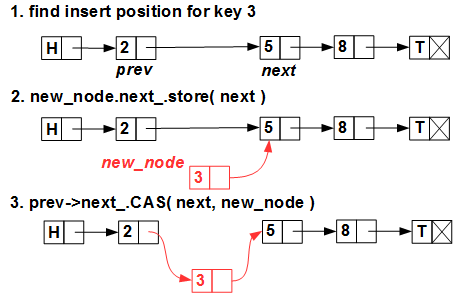 1. find insert position for key 3
H 2 5 8 T
prev next
2. new_node.next_.store( next )
H 2 5 8 T
new_node
3
3. prev->next_.CAS( next, new_node )
H 2 5 8 T
3